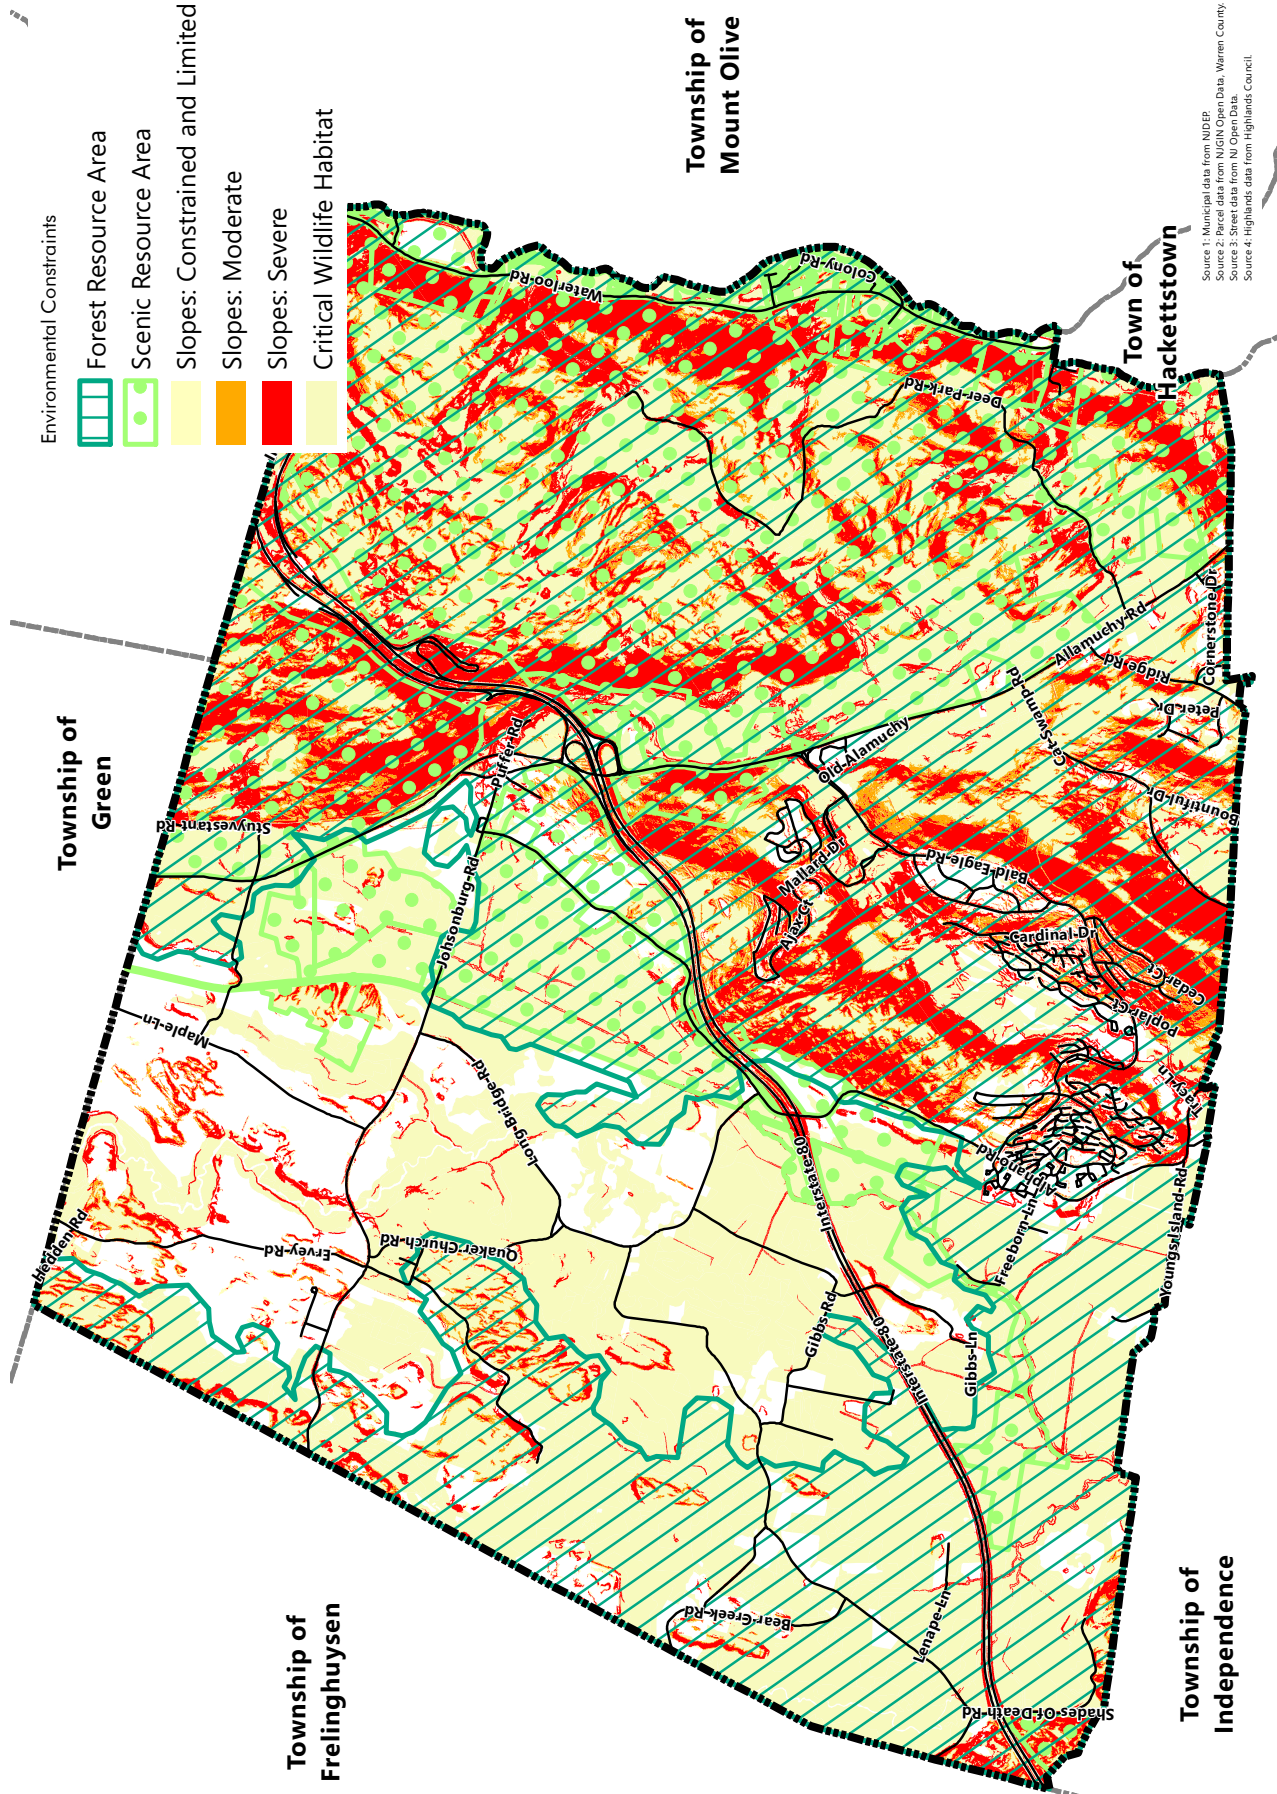 Environmental Constraints
Forest Resource Area
Scenic Resource Area
Slopes: Constrained and Limited
Slopes: Moderate
Slopes: Severe
Critical Wildlife Habitat
Township of
Mount Olive
Town of
Hackettstown
Township of
Green
Township of
Frelinghuysen
Township of
Independence
Source 1: Municipal data from NJDEP.
Source 2: Parcel data from NJGIN Open Data, Warren County.
Source 3: Street data from NJ Open Data.
Source 4: Highlands data from Highlands Council.
Waterloo-Rd
Colony-Rd
Deer-Park-Rd
Allamuchy-Rd
Ridge-Rd
Cornerstone-Dr
Peter-Dr
Cat-Swamp-Rd
Bountiful-Dr
Old-Alamuchy
Puffer-Rd
Stuyvestant-Rd
Johsonburg-Rd
Mallard-Dr
Ajax-Ct
Bald-Eagle-Rd
Cardinal-Dr
Cedar-Ct
Poplar-Ct
Tracey-Ln
Maple-Ln
Long-Bridge-Rd
Interstate-80
Alphano-Rd
Freeborn-Ln
Youngs-Island-Rd
Hedden-Rd
Ervey-Rd
Quaker-Church-Rd
Gibbs-Rd
Interstate-80
Gibbs-Ln
Bear-Creek-Rd
Lenape-Ln
Shades-Of-Death-Rd